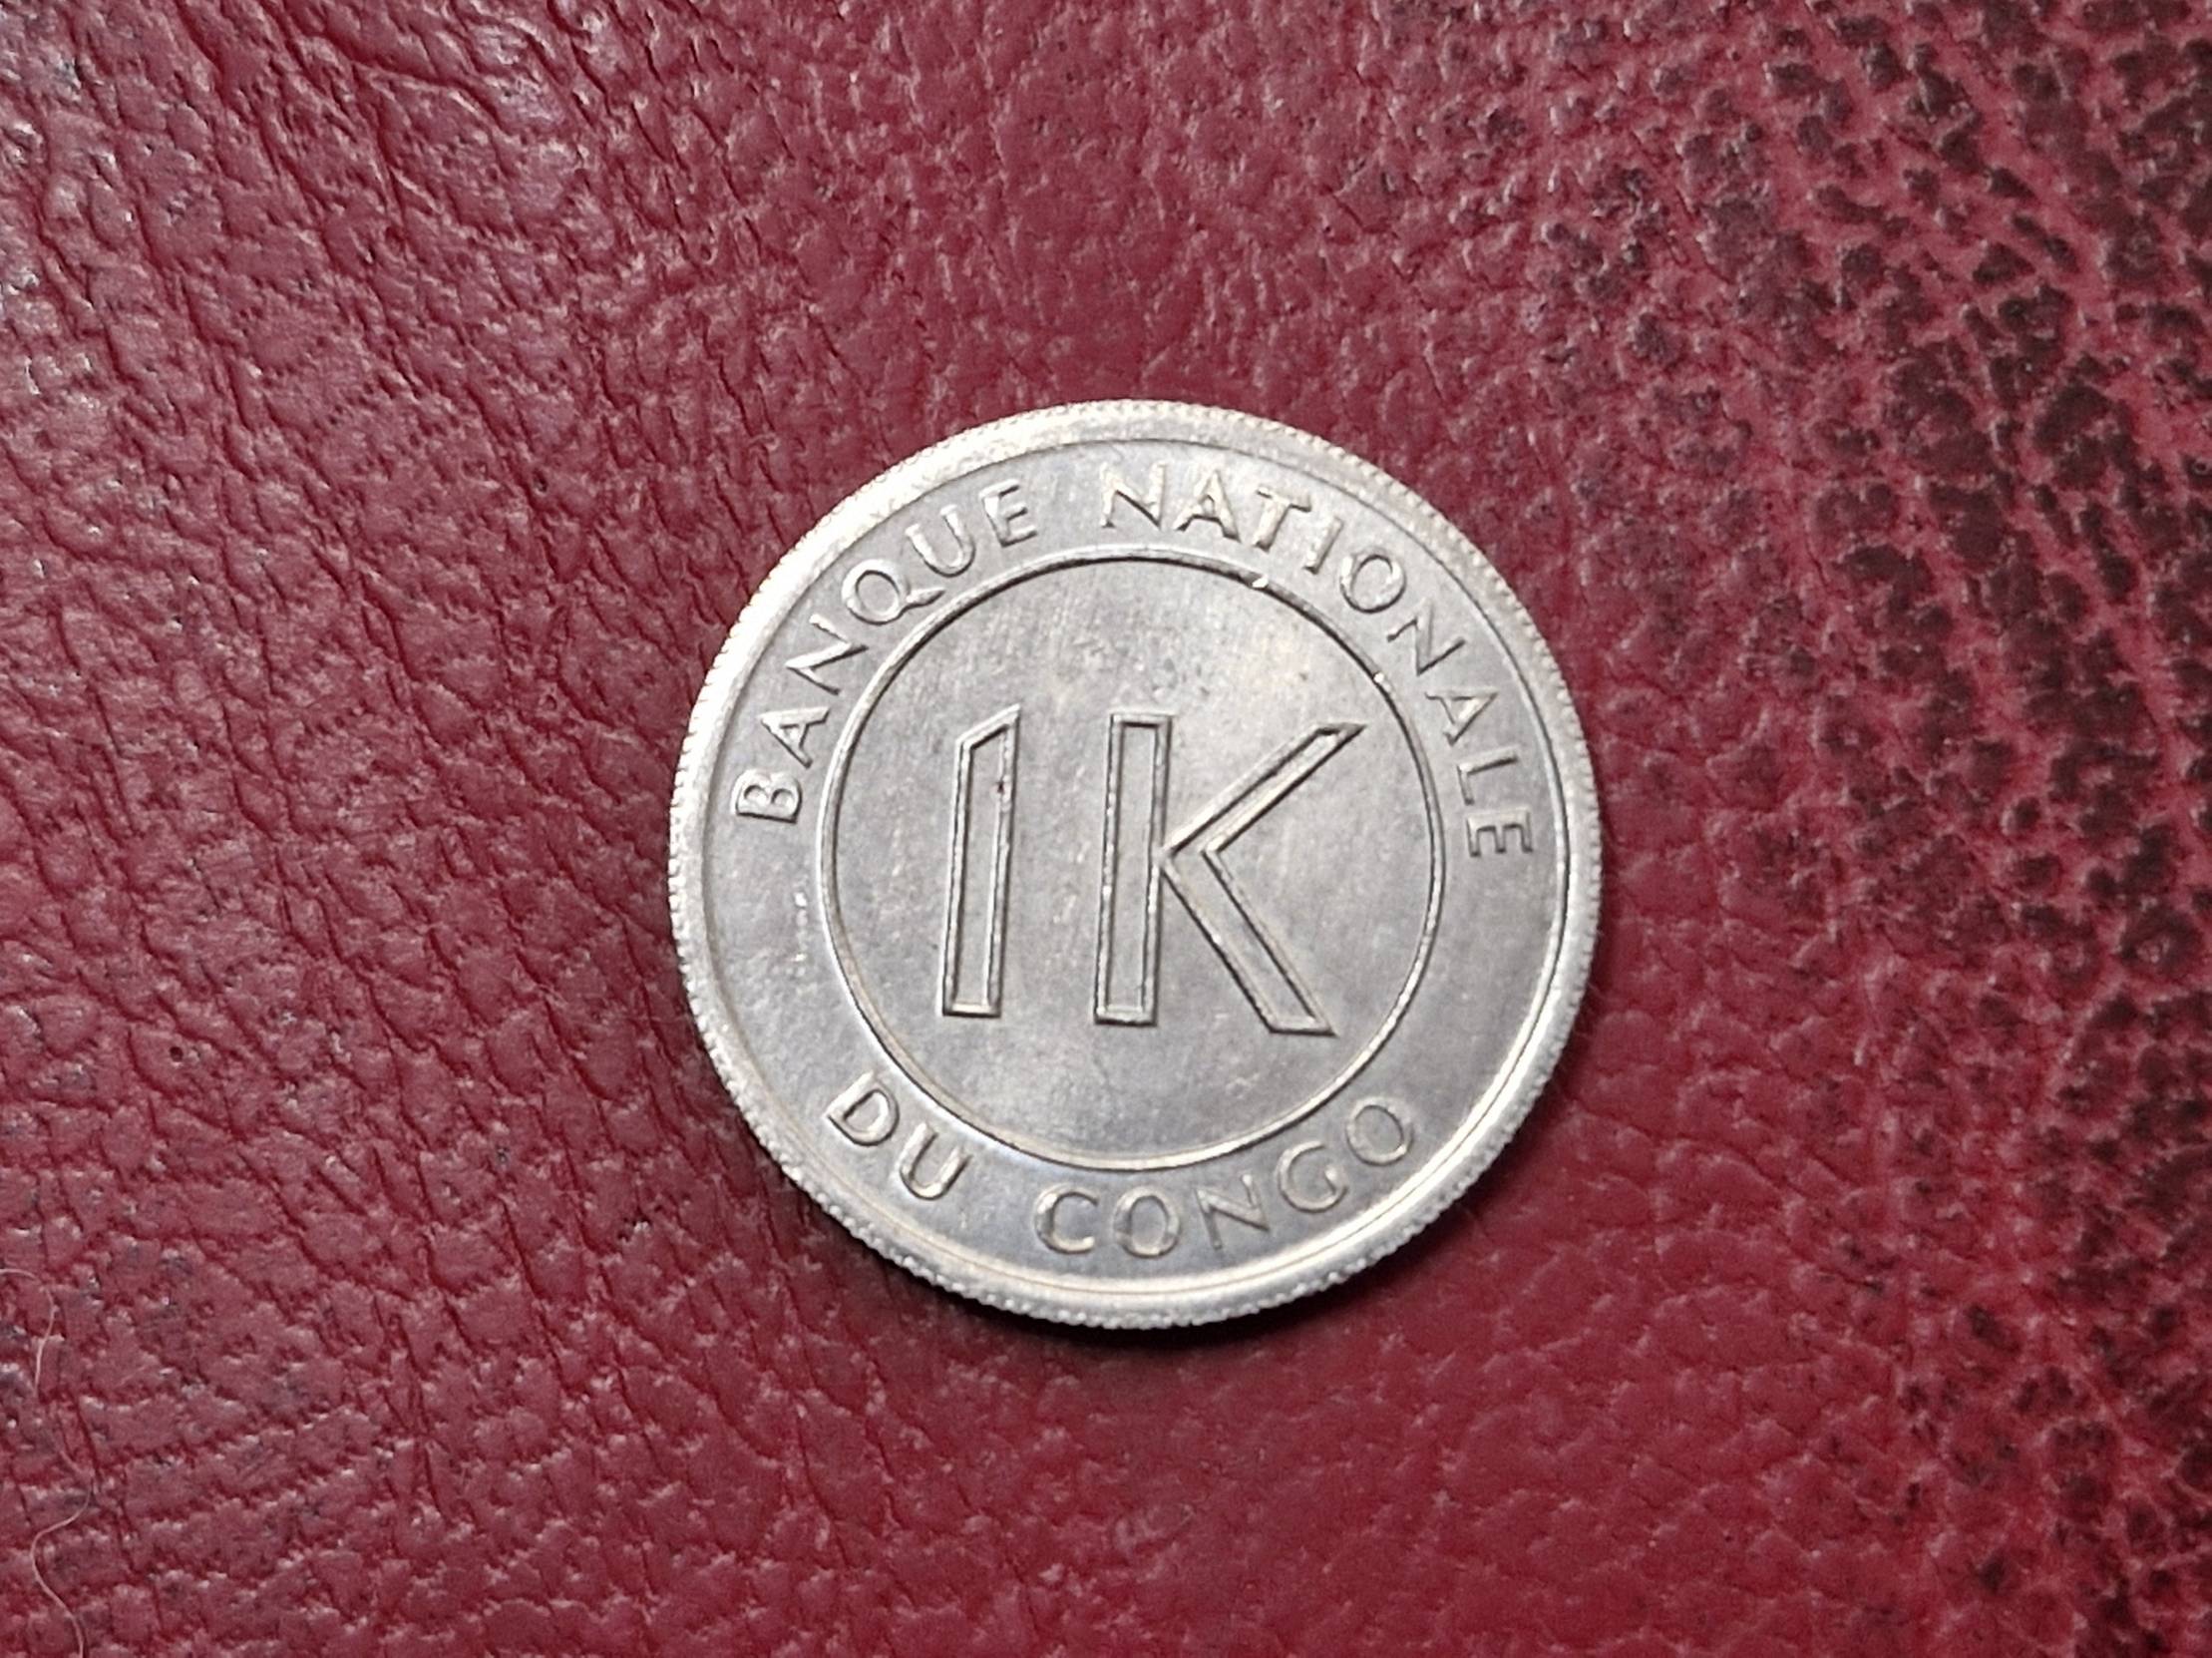 BANQUE NATIONALE
1K
DU CONGO